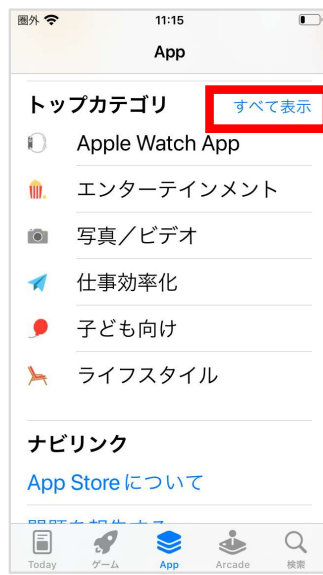 圏外 11:15
App
トップカテゴリ すべて表示
Apple Watch App
エンターテインメント
写真／ビデオ
仕事効率化
子ども向け
ライフスタイル
ナビリンク
App Storeについて
Today ゲーム App Arcade 検索